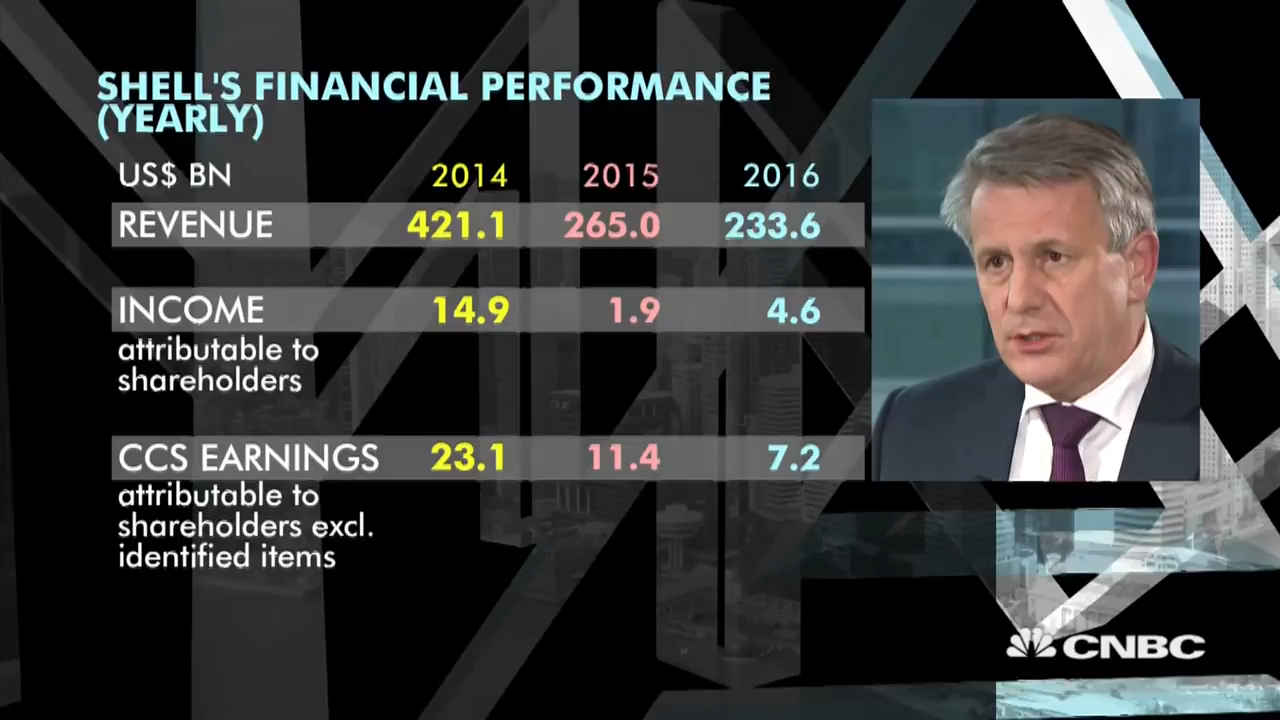 SHELL'S FINANCIAL PERFORMANCE
(YEARLY)
US$ BN 2014 2015 2016
REVENUE 421.1 265.0 233.6
INCOME 14.9 1.9 4.6
attributable to
shareholders
CCS EARNINGS 23.1 11.4 7.2
attributable to
shareholders excl.
identified items
CNBC